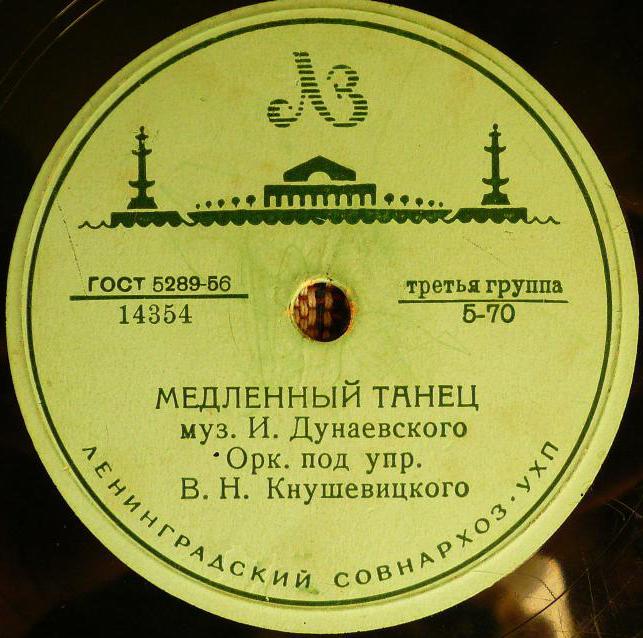 ЛЗ
ГОСТ 5289-56
14354
третья группа
5-70
МЕДЛЕННЫЙ ТАНЕЦ
муз. И. Дунаевского
Орк. под упр.
В. Н. Кнушевицкого
ЛЕНИНГРАДСКИЙ СОВНАРХОЗ·УХП